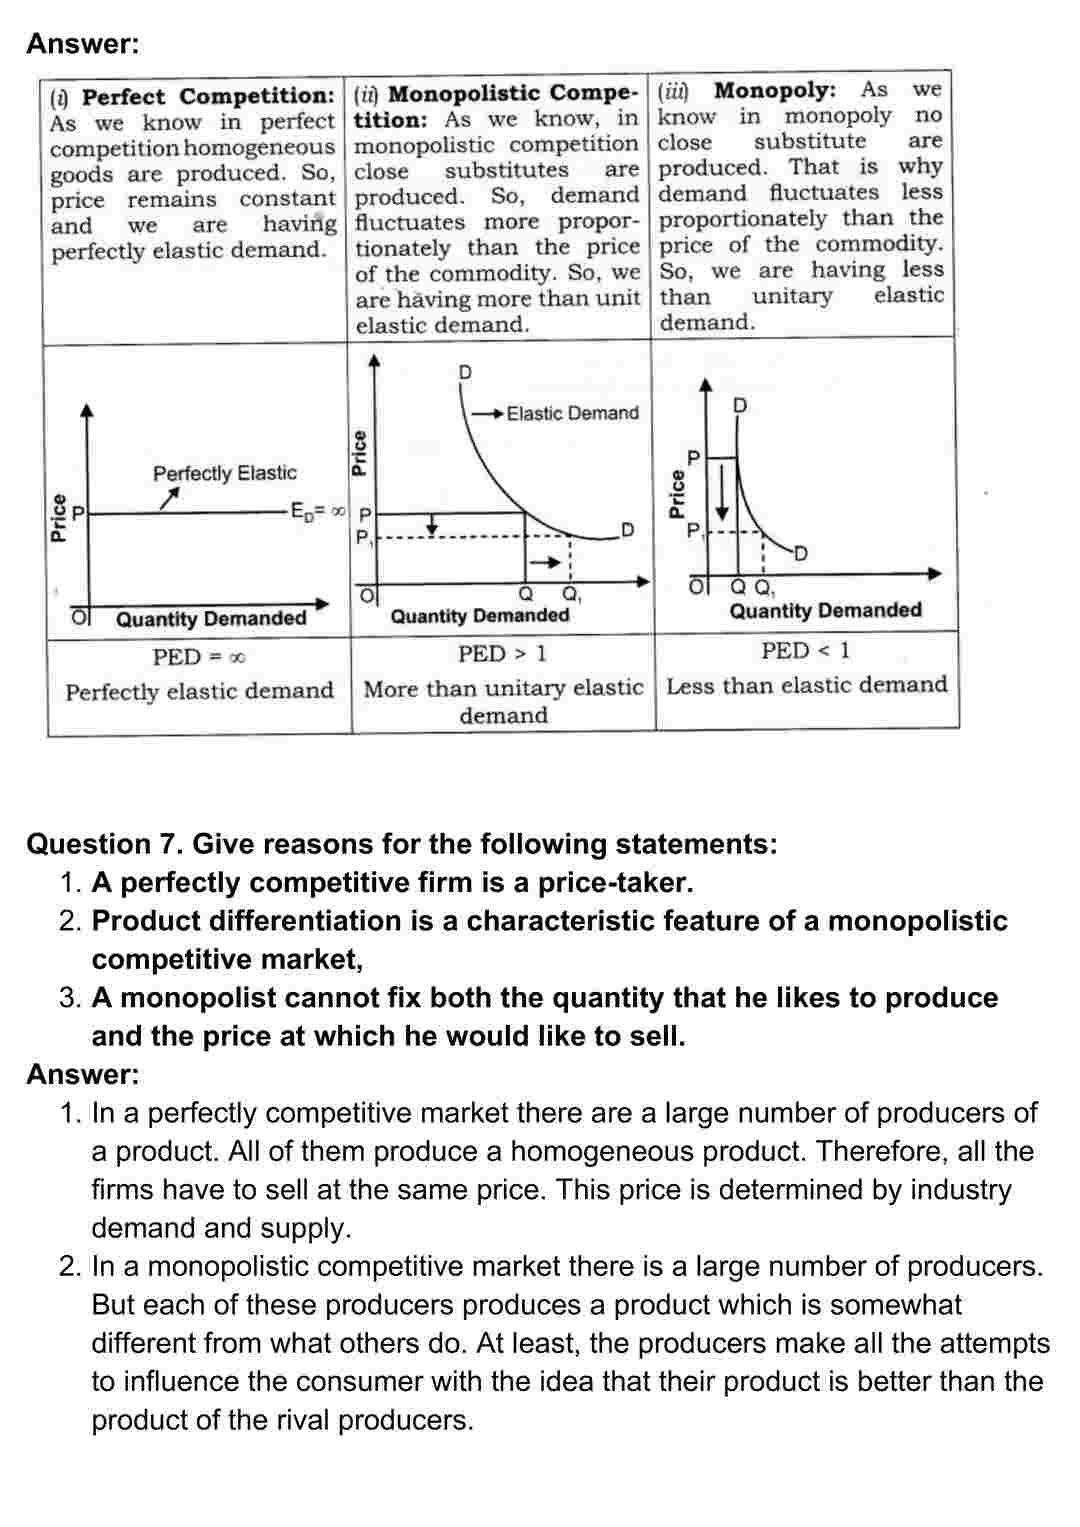 Answer:
(i) Perfect Competition:
As we know in perfect
competition homogeneous
goods are produced. So,
price remains constant
and we are having
perfectly elastic demand.
(ii) Monopolistic Compe-
tition: As we know, in
monopolistic competition
close substitutes are
produced. So, demand
fluctuates more propor-
tionately than the price
of the commodity. So, we
are having more than unit
elastic demand.
(iii) Monopoly: As we
know in monopoly no
close substitute are
produced. That is why
demand fluctuates less
proportionately than the
price of the commodity.
So, we are having less
than unitary elastic
demand.
Price
P
Perfectly Elastic
E_D = ∞
O
Quantity Demanded
Price
D
Elastic Demand
P
P₁
D
O
Q Q₁
Quantity Demanded
Price
D
P
P₁
D
O
Q Q₁
Quantity Demanded
PED = ∞
Perfectly elastic demand
PED > 1
More than unitary elastic
demand
PED < 1
Less than elastic demand
Question 7. Give reasons for the following statements:
1. A perfectly competitive firm is a price-taker.
2. Product differentiation is a characteristic feature of a monopolistic
competitive market,
3. A monopolist cannot fix both the quantity that he likes to produce
and the price at which he would like to sell.
Answer:
1. In a perfectly competitive market there are a large number of producers of
a product. All of them produce a homogeneous product. Therefore, all the
firms have to sell at the same price. This price is determined by industry
demand and supply.
2. In a monopolistic competitive market there is a large number of producers.
But each of these producers produces a product which is somewhat
different from what others do. At least, the producers make all the attempts
to influence the consumer with the idea that their product is better than the
product of the rival producers.